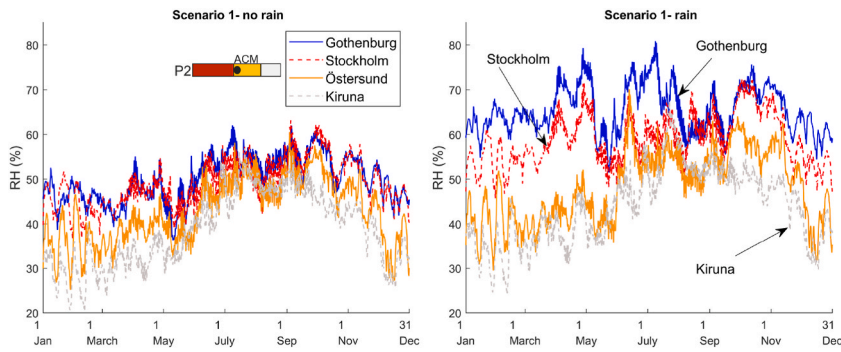 Scenario 1- no rain
RH (%)
80
70
60
50
40
30
20
P2
ACM
Gothenburg
Stockholm
Östersund
Kiruna
1 1 1 1 1 1 31
Jan March May July Sep Nov Dec
Scenario 1- rain
RH (%)
80
70
60
50
40
30
20
Stockholm
Gothenburg
Kiruna
1 1 1 1 1 1 31
Jan March May July Sep Nov Dec